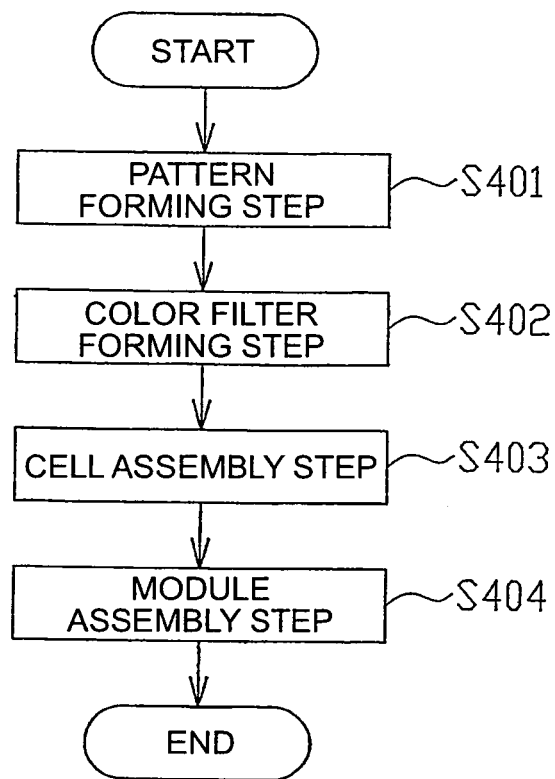 START
PATTERN
FORMING STEP
S401
COLOR FILTER
FORMING STEP
S402
CELL ASSEMBLY STEP
S403
MODULE
ASSEMBLY STEP
S404
END